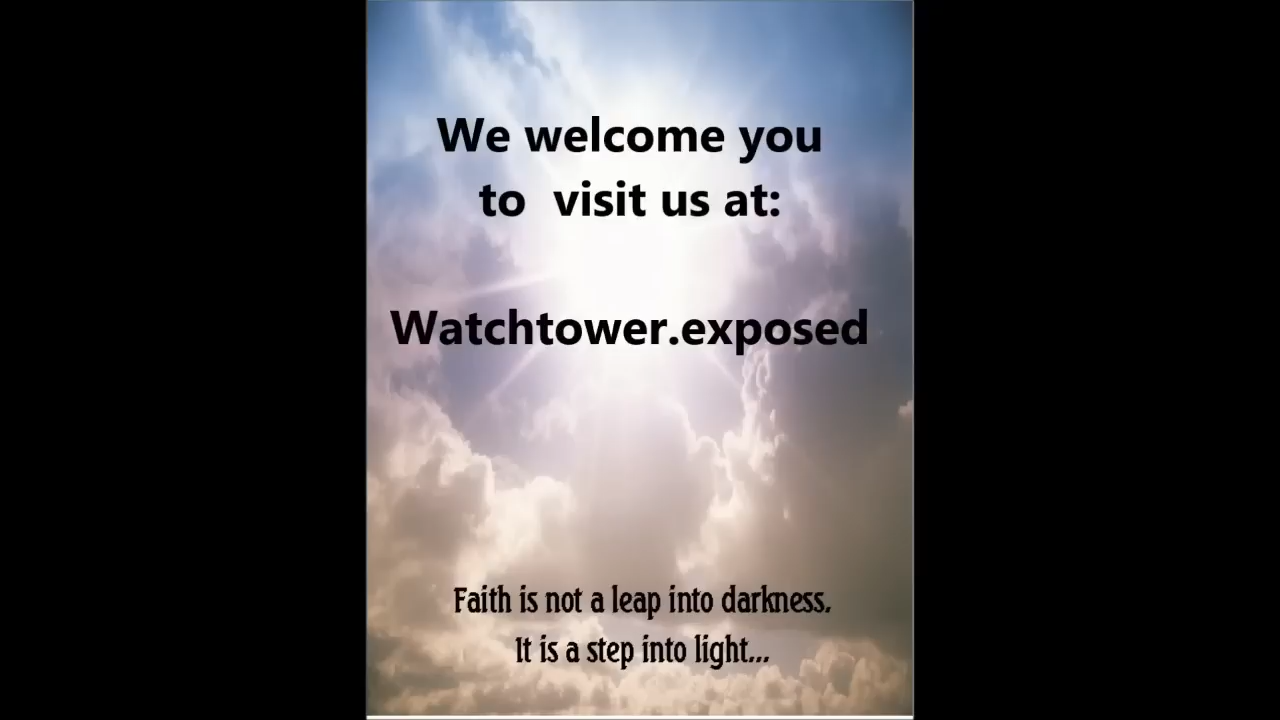 We welcome you
to visit us at:
Watchtower.exposed
Faith is not a leap into darkness.
It is a step into light...